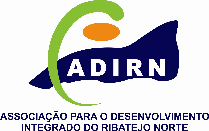 ADIRN
ASSOCIAÇÃO PARA O DESENVOLVIMENTO
INTEGRADO DO RIBATEJO NORTE